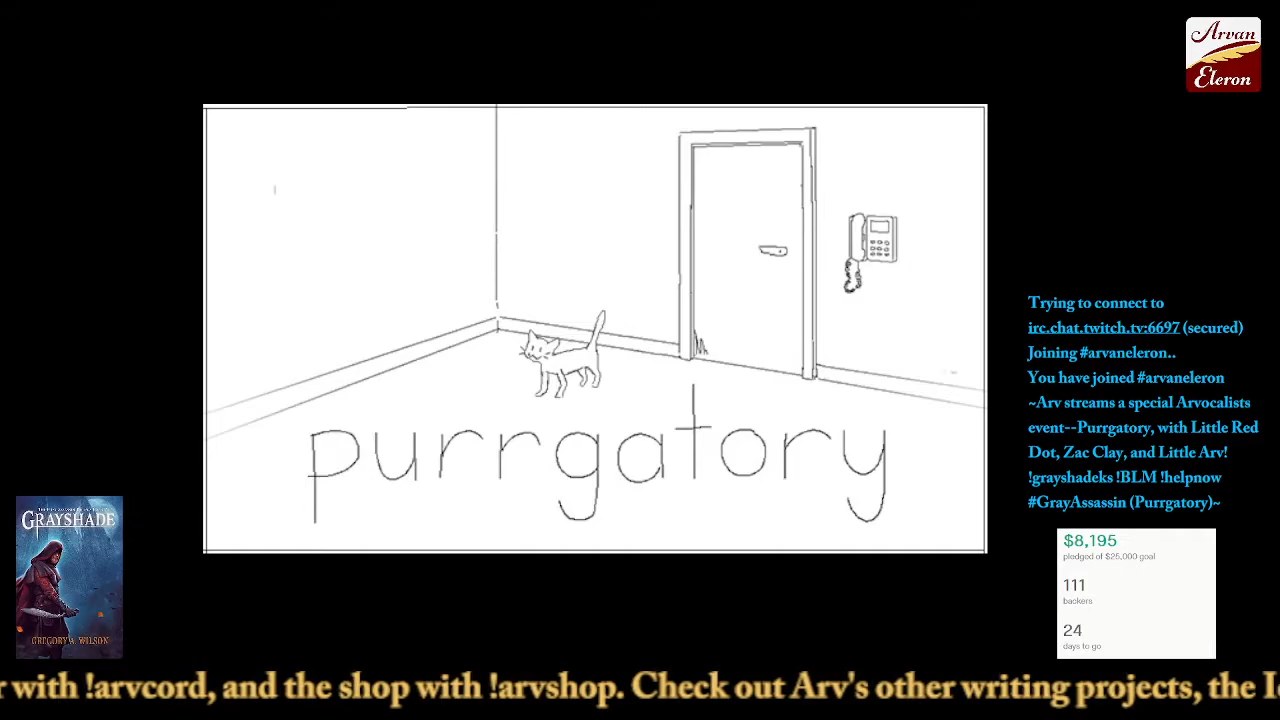 Arvan
Eleron
purrgatory
Trying to connect to
irc.chat.twitch.tv:6697 (secured)
Joining #arvaneleron..
You have joined #arvaneleron
~Arv streams a special Arvocalists
event--Purrgatory, with Little Red
Dot, Zac Clay, and Little Arv!
!grayshadeks !BLM !helpnow
#GrayAssassin (Purrgatory)~
GRAYSHADE
GREGORY A. WILSON
$8,195
pledged of $25,000 goal
111
backers
24
days to go
r with !arvcord, and the shop with !arvshop. Check out Arv's other writing projects, the I